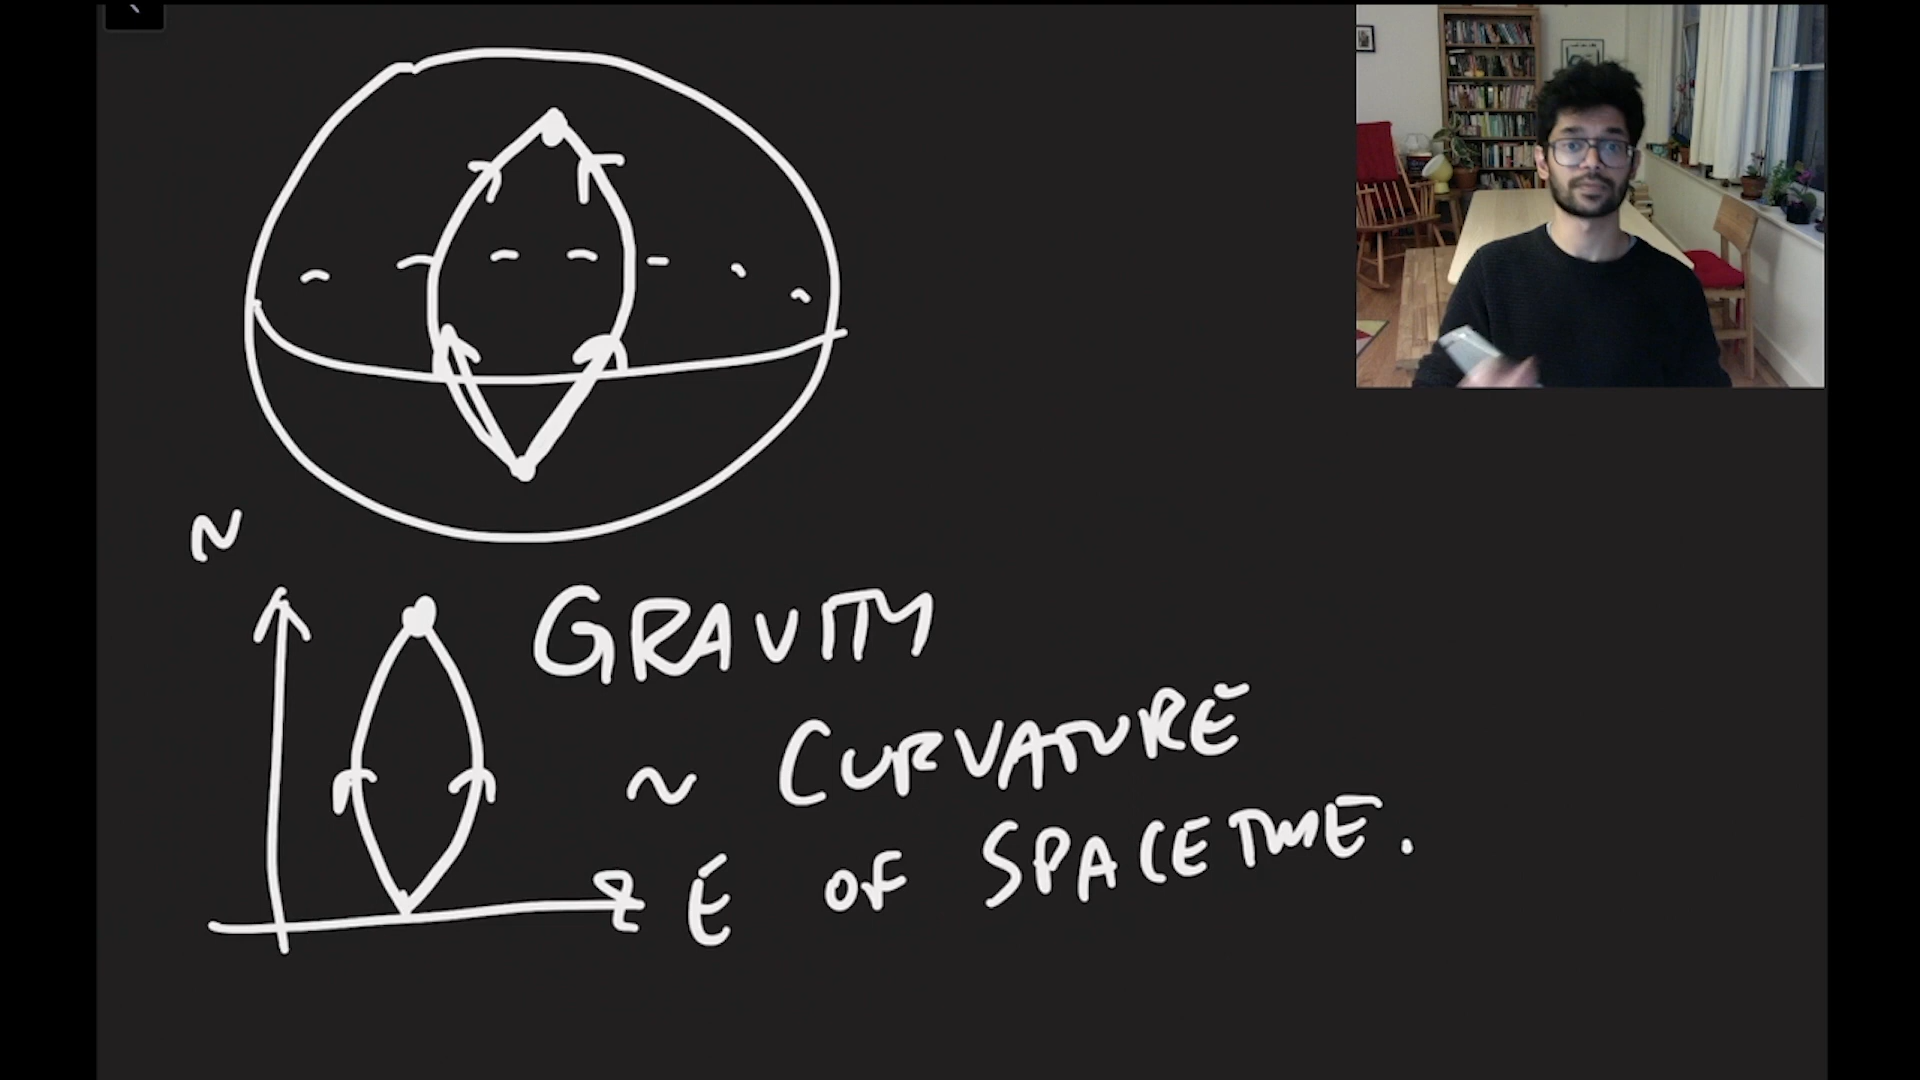 ~
GRAVITY
~ CURVATURE
t OF SPACETIME.